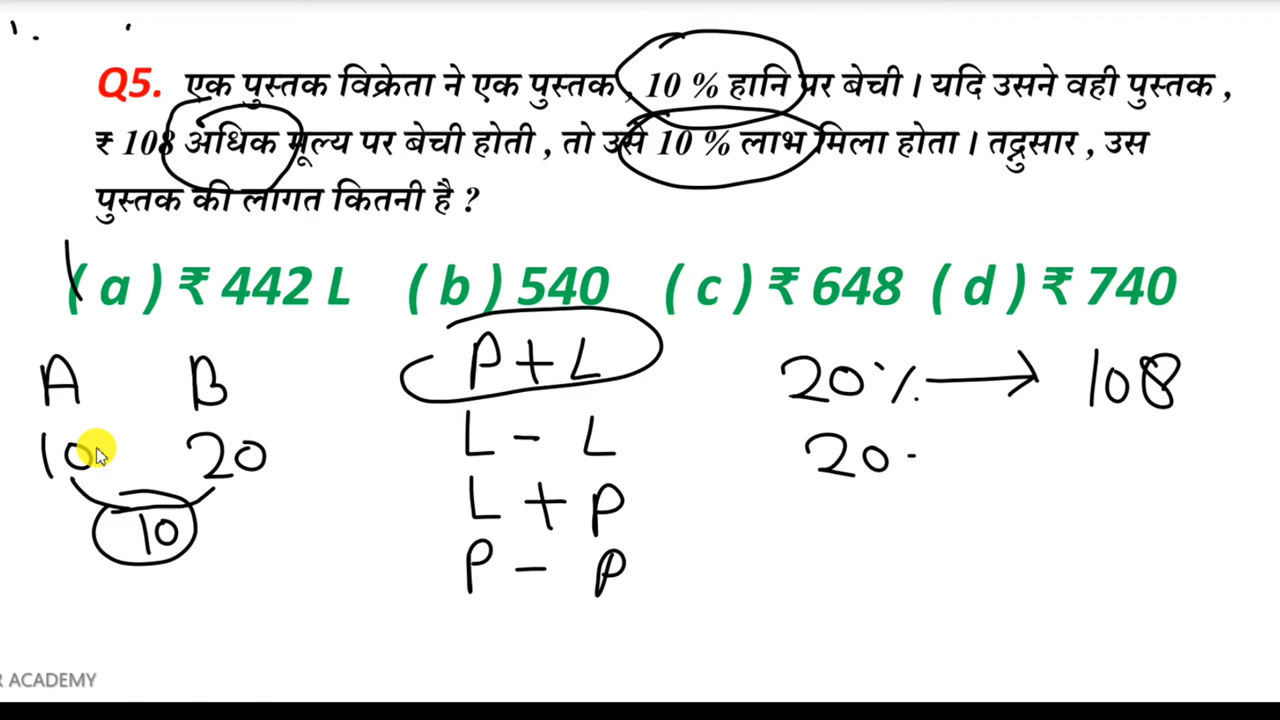 Q5. एक पुस्तक विक्रेता ने एक पुस्तक , 10 % हानि पर बेची । यदि उसने वही पुस्तक ,
₹ 108 अधिक मूल्य पर बेची होती , तो उसे 10 % लाभ मिला होता । तद्नुसार , उस
पुस्तक की लागत कितनी है ?
( a ) ₹ 442 L ( b ) 540 ( c ) ₹ 648 ( d ) ₹ 740
A B P + L 20% → 108
10 20 L - L 20
10 L + P
P - P
R ACADEMY